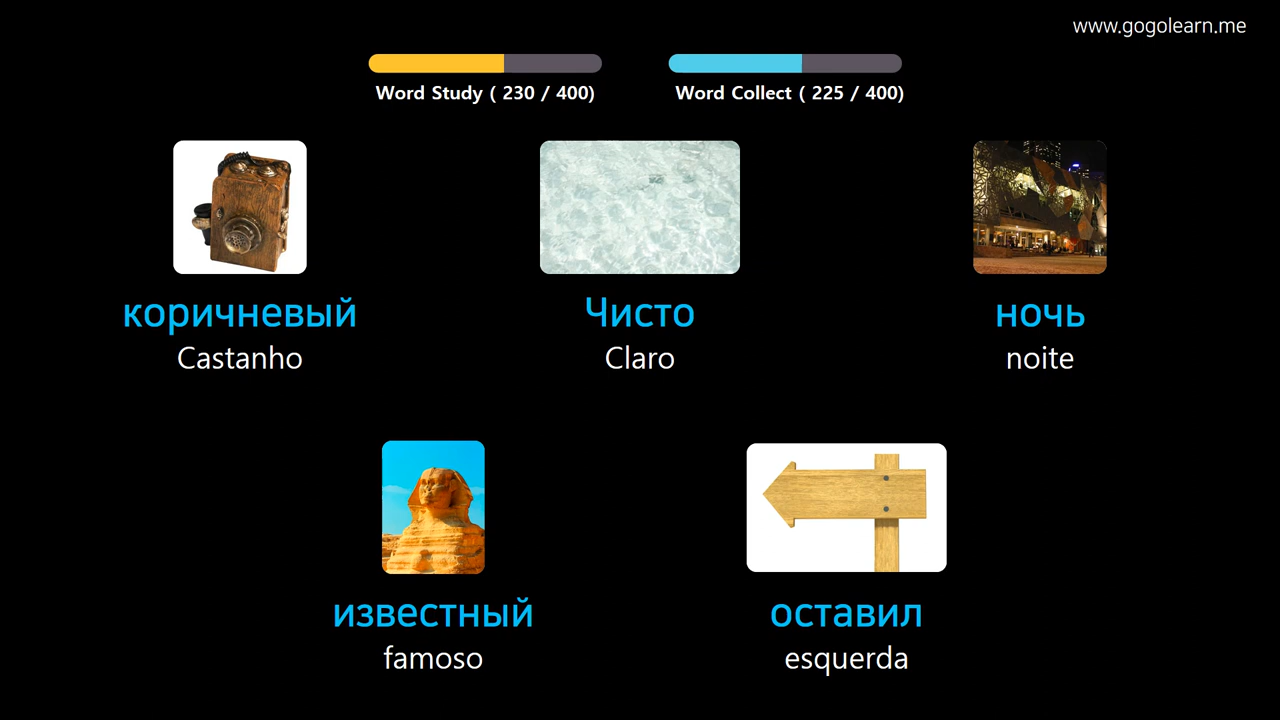 www.gogolearn.me
Word Study ( 230 / 400)
Word Collect ( 225 / 400)
коричневый
Castanho
Чисто
Claro
ночь
noite
известный
famoso
оставил
esquerda